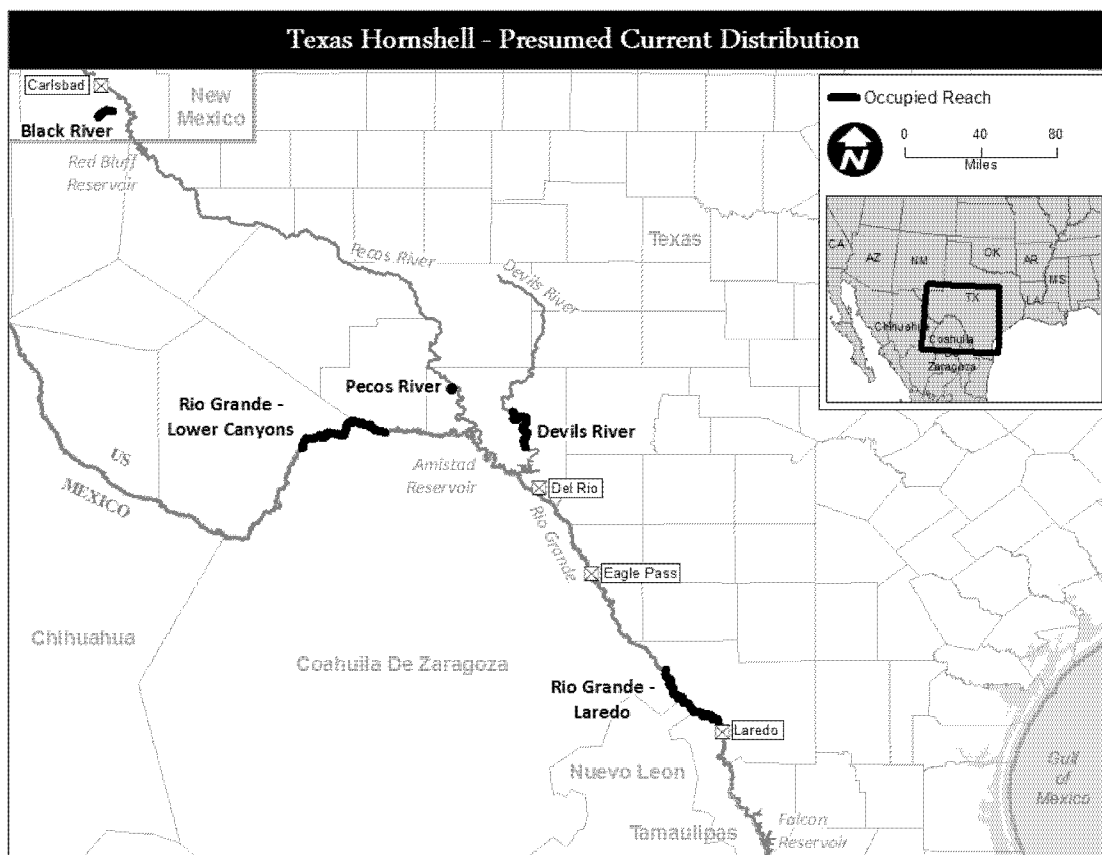 Texas Hornshell - Presumed Current Distribution
Carlsbad
New
Mexico
Black River
Red Bluff
Reservoir
Occupied Reach
N
0 40 80
Miles
CA
AZ
NM
OK
AR
MS
TX
LA
Chihuahua
Coahuila
De
Zaragoza
Texas
Pecos River
Devils River
Pecos River
Rio Grande -
Lower Canyons
Devils River
US
MEXICO
Amistad
Reservoir
Del Rio
Rio Grande
Eagle Pass
Chihuahua
Coahuila De Zaragoza
Rio Grande -
Laredo
Laredo
Nuevo Leon
Tamaulipas
Falcon
Reservoir
Gulf
of
Mexico